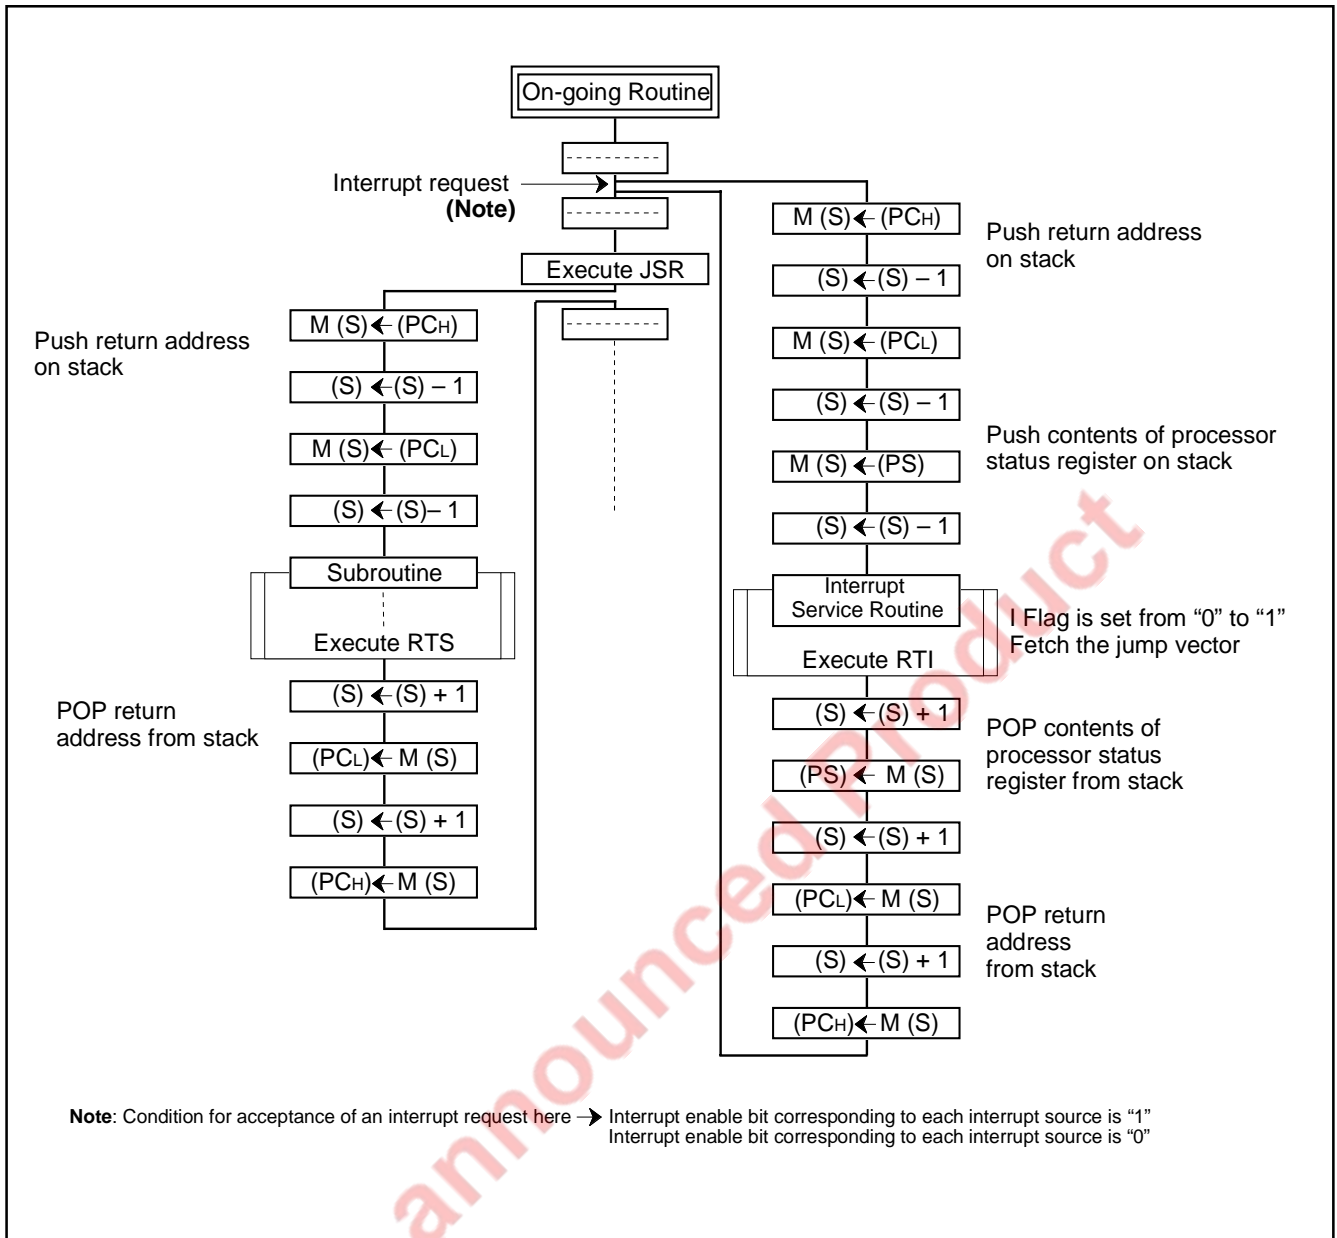 On-going Routine
Interrupt request
(Note)
Execute JSR
Push return address
on stack
M (S) ← (PCH)
(S) ← (S) – 1
M (S) ← (PCL)
(S) ← (S)– 1
Subroutine
Execute RTS
POP return
address from stack
(S) ← (S) + 1
(PCL) ← M (S)
(S) ← (S) + 1
(PCH) ← M (S)
M (S) ← (PCH)
(S) ← (S) – 1
M (S) ← (PCL)
(S) ← (S) – 1
M (S) ← (PS)
(S) ← (S) – 1
Push return address
on stack
Push contents of processor
status register on stack
Interrupt
Service Routine
Execute RTI
I Flag is set from “0” to “1”
Fetch the jump vector
(S) ← (S) + 1
(PS) ← M (S)
(S) ← (S) + 1
(PCL) ← M (S)
(S) ← (S) + 1
(PCH) ← M (S)
POP contents of
processor status
register from stack
POP return
address
from stack
Note: Condition for acceptance of an interrupt request here → Interrupt enable bit corresponding to each interrupt source is “1”
Interrupt enable bit corresponding to each interrupt source is “0”
announced Product